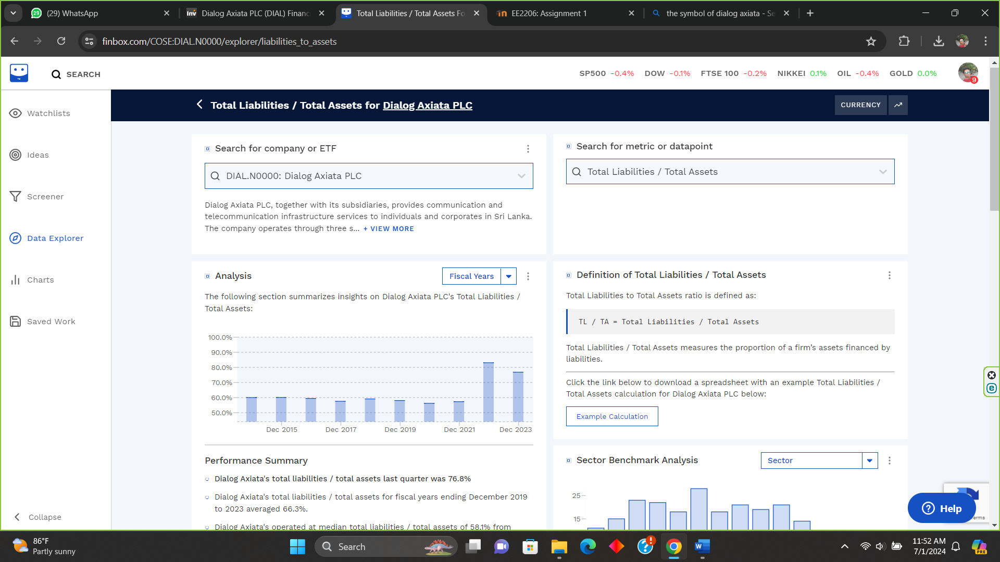 (29) WhatsApp
Dialog Axiata PLC (DIAL) Financ
Total Liabilities / Total Assets Fo
EE2206: Assignment 1
the symbol of dialog axiata - Se
finbox.com/COSE:DIAL.N0000/explorer/liabilities_to_assets
SEARCH
SP500 -0.4% DOW -0.1% FTSE 100 -0.2% NIKKEI 0.1% OIL -0.4% GOLD 0.0%
9
Watchlists
Ideas
Screener
Data Explorer
Charts
Saved Work
Collapse
Total Liabilities / Total Assets for Dialog Axiata PLC
CURRENCY
Search for company or ETF
DIAL.N0000: Dialog Axiata PLC
Dialog Axiata PLC, together with its subsidiaries, provides communication and
telecommunication infrastructure services to individuals and corporates in Sri Lanka.
The company operates through three s... + VIEW MORE
Search for metric or datapoint
Total Liabilities / Total Assets
Analysis
Fiscal Years
The following section summarizes insights on Dialog Axiata PLC's Total Liabilities /
Total Assets:
100.0%
90.0%
80.0%
70.0%
60.0%
50.0%
Dec 2015 Dec 2017 Dec 2019 Dec 2021 Dec 2023
Performance Summary
Dialog Axiata's total liabilities / total assets last quarter was 76.8%
Dialog Axiata's total liabilities / total assets for fiscal years ending December 2019
to 2023 averaged 66.3%.
Dialog Axiata's operated at median total liabilities / total assets of 58.1% from
Definition of Total Liabilities / Total Assets
Total Liabilities to Total Assets ratio is defined as:
TL / TA = Total Liabilities / Total Assets
Total Liabilities / Total Assets measures the proportion of a firm's assets financed by
liabilities.
Click the link below to download a spreadsheet with an example Total Liabilities /
Total Assets calculation for Dialog Axiata PLC below:
Example Calculation
Sector Benchmark Analysis
Sector
25
15
Help
86°F
Partly sunny
Search
11:52 AM
7/1/2024
PRE